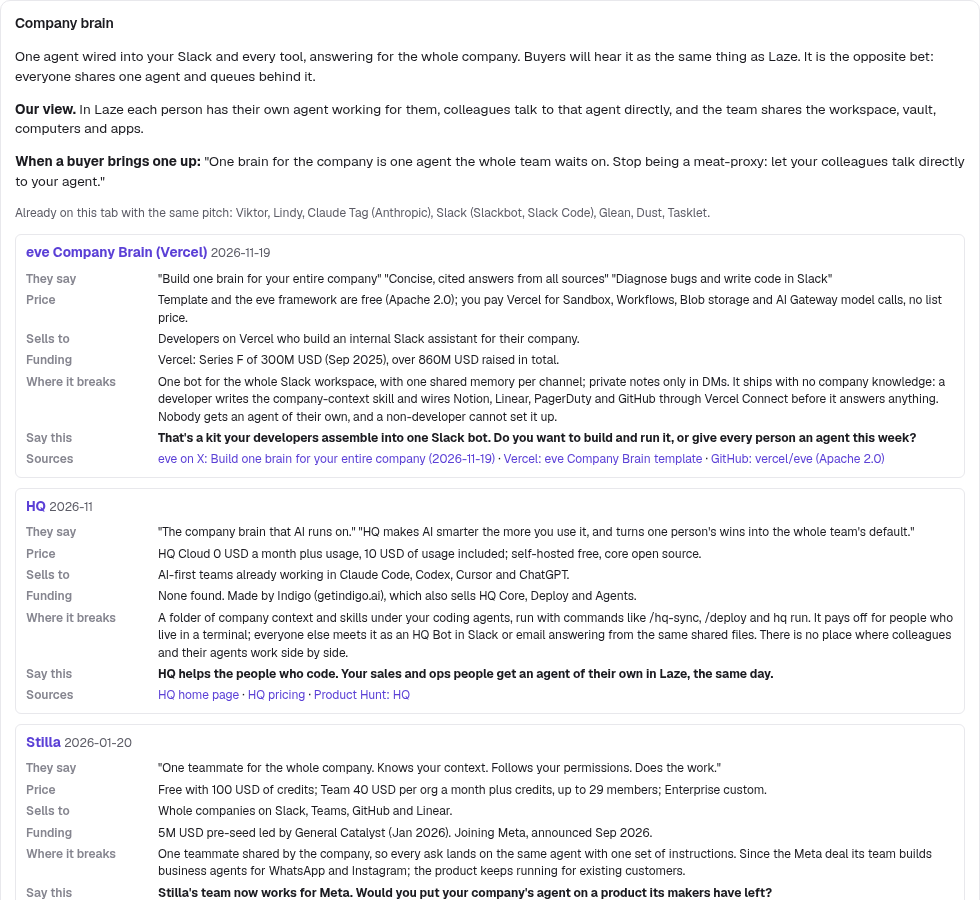 Company brain
One agent wired into your Slack and every tool, answering for the whole company. Buyers will hear it as the same thing as Laze. It is the opposite bet:
everyone shares one agent and queues behind it.
Our view. In Laze each person has their own agent working for them, colleagues talk to that agent directly, and the team shares the workspace, vault,
computers and apps.
When a buyer brings one up: "One brain for the company is one agent the whole team waits on. Stop being a meat-proxy: let your colleagues talk directly
to your agent."
Already on this tab with the same pitch: Viktor, Lindy, Claude Tag (Anthropic), Slack (Slackbot, Slack Code), Glean, Dust, Tasklet.
eve Company Brain (Vercel) 2026-11-19
They say "Build one brain for your entire company" "Concise, cited answers from all sources" "Diagnose bugs and write code in Slack"
Price Template and the eve framework are free (Apache 2.0); you pay Vercel for Sandbox, Workflows, Blob storage and AI Gateway model calls, no list
price.
Sells to Developers on Vercel who build an internal Slack assistant for their company.
Funding Vercel: Series F of 300M USD (Sep 2025), over 860M USD raised in total.
Where it breaks One bot for the whole Slack workspace, with one shared memory per channel; private notes only in DMs. It ships with no company knowledge: a
developer writes the company-context skill and wires Notion, Linear, PagerDuty and GitHub through Vercel Connect before it answers anything.
Nobody gets an agent of their own, and a non-developer cannot set it up.
Say this That's a kit your developers assemble into one Slack bot. Do you want to build and run it, or give every person an agent this week?
Sources eve on X: Build one brain for your entire company (2026-11-19) · Vercel: eve Company Brain template · GitHub: vercel/eve (Apache 2.0)
HQ 2026-11
They say "The company brain that AI runs on." "HQ makes AI smarter the more you use it, and turns one person's wins into the whole team's default."
Price HQ Cloud 0 USD a month plus usage, 10 USD of usage included; self-hosted free, core open source.
Sells to AI-first teams already working in Claude Code, Codex, Cursor and ChatGPT.
Funding None found. Made by Indigo (getindigo.ai), which also sells HQ Core, Deploy and Agents.
Where it breaks A folder of company context and skills under your coding agents, run with commands like /hq-sync, /deploy and hq run. It pays off for people who
live in a terminal; everyone else meets it as an HQ Bot in Slack or email answering from the same shared files. There is no place where colleagues
and their agents work side by side.
Say this HQ helps the people who code. Your sales and ops people get an agent of their own in Laze, the same day.
Sources HQ home page · HQ pricing · Product Hunt: HQ
Stilla 2026-01-20
They say "One teammate for the whole company. Knows your context. Follows your permissions. Does the work."
Price Free with 100 USD of credits; Team 40 USD per org a month plus credits, up to 29 members; Enterprise custom.
Sells to Whole companies on Slack, Teams, GitHub and Linear.
Funding 5M USD pre-seed led by General Catalyst (Jan 2026). Joining Meta, announced Sep 2026.
Where it breaks One teammate shared by the company, so every ask lands on the same agent with one set of instructions. Since the Meta deal its team builds
business agents for WhatsApp and Instagram; the product keeps running for existing customers.
Say this Stilla's team now works for Meta. Would you put your company's agent on a product its makers have left?